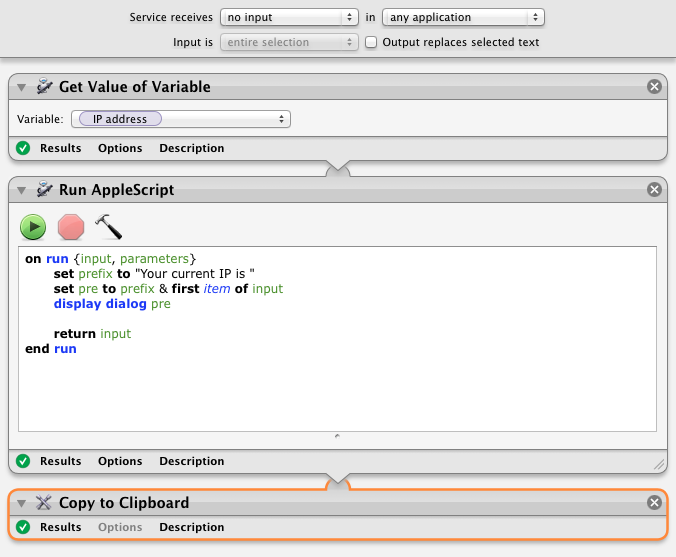 Service receives no input in any application
Input is entire selection Output replaces selected text
Get Value of Variable
Variable: IP address
Results Options Description
Run AppleScript
on run {input, parameters}
set prefix to "Your current IP is "
set pre to prefix & first item of input
display dialog pre
return input
end run
Results Options Description
Copy to Clipboard
Results Options Description